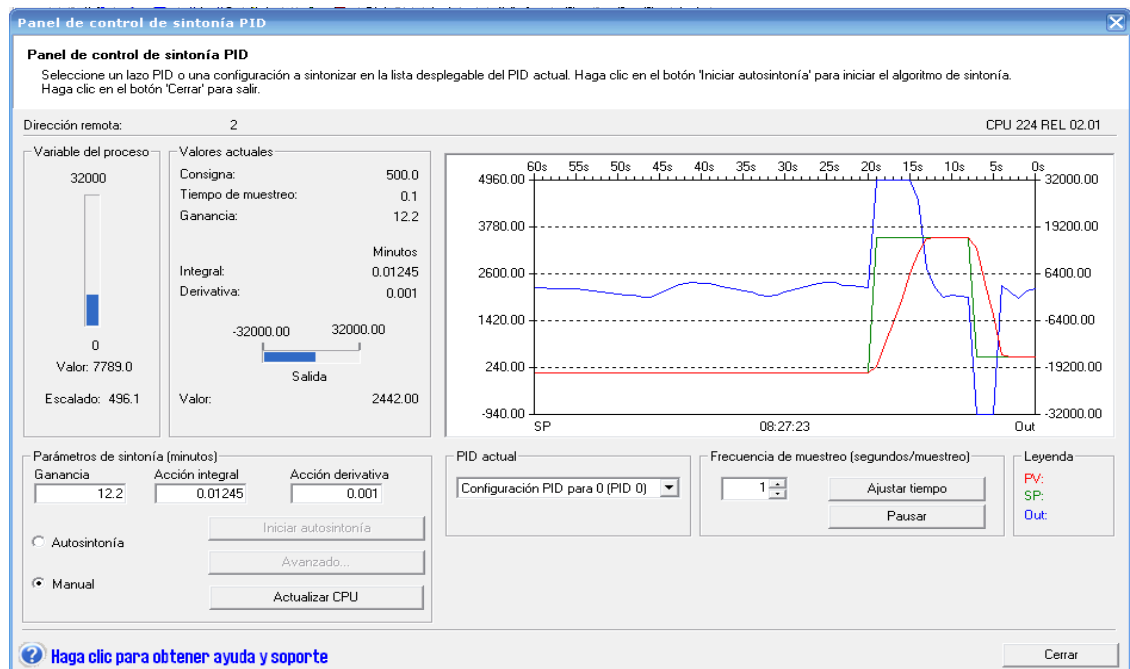 Panel de control de sintonía PID
Panel de control de sintonía PID
Seleccione un lazo PID o una configuración a sintonizar en la lista desplegable del PID actual. Haga clic en el botón 'Iniciar autosintonía' para iniciar el algoritmo de sintonía.
Haga clic en el botón 'Cerrar' para salir.
Dirección remota: 2 CPU 224 REL 02.01
Variable del proceso
32000
0
Valor: 7789.0
Escalado: 496.1
Valores actuales
Consigna: 500.0
Tiempo de muestreo: 0.1
Ganancia: 12.2
Minutos
Integral: 0.01245
Derivativa: 0.001
-32000.00 32000.00
Salida
Valor: 2442.00
60s 55s 50s 45s 40s 35s 30s 25s 20s 15s 10s 5s 0s
4960.00 32000.00
3780.00 19200.00
2600.00 6400.00
1420.00 -6400.00
240.00 -19200.00
-940.00 -32000.00
SP 08:27:23 Out
Parámetros de sintonía (minutos)
Ganancia Acción integral Acción derivativa
12.2 0.01245 0.001
Autosintonía
Manual
Iniciar autosintonía
Avanzado...
Actualizar CPU
PID actual
Configuración PID para 0 (PID 0)
Frecuencia de muestreo (segundos/muestreo)
1
Ajustar tiempo
Pausar
Leyenda
PV:
SP:
Out:
Haga clic para obtener ayuda y soporte
Cerrar